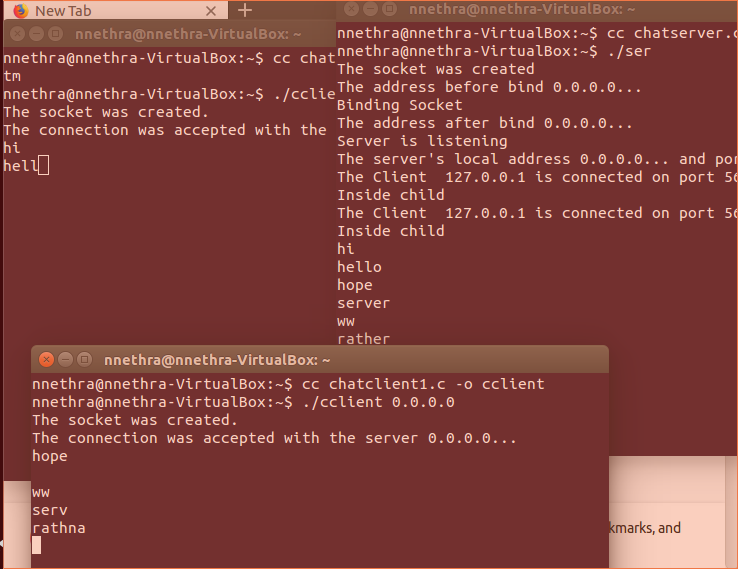 New Tab
nnethra@nnethra-VirtualBox: ~
nnethra@nnethra-VirtualBox:~$ cc chat
tm
nnethra@nnethra-VirtualBox:~$ ./cclie
The socket was created.
The connection was accepted with the
hi
hell
nnethra@nnethra-VirtualBox: ~
nnethra@nnethra-VirtualBox:~$ cc chatserver.c
nnethra@nnethra-VirtualBox:~$ ./ser
The socket was created
The address before bind 0.0.0.0...
Binding Socket
The address after bind 0.0.0.0...
Server is listening
The server's local address 0.0.0.0... and por
The Client  127.0.0.1 is connected on port 56
Inside child
The Client  127.0.0.1 is connected on port 56
Inside child
hi
hello
hope
server
ww
rather
nnethra@nnethra-VirtualBox: ~
nnethra@nnethra-VirtualBox:~$ cc chatclient1.c -o cclient
nnethra@nnethra-VirtualBox:~$ ./cclient 0.0.0.0
The socket was created.
The connection was accepted with the server 0.0.0.0...
hope
ww
serv
rathna
kmarks, and